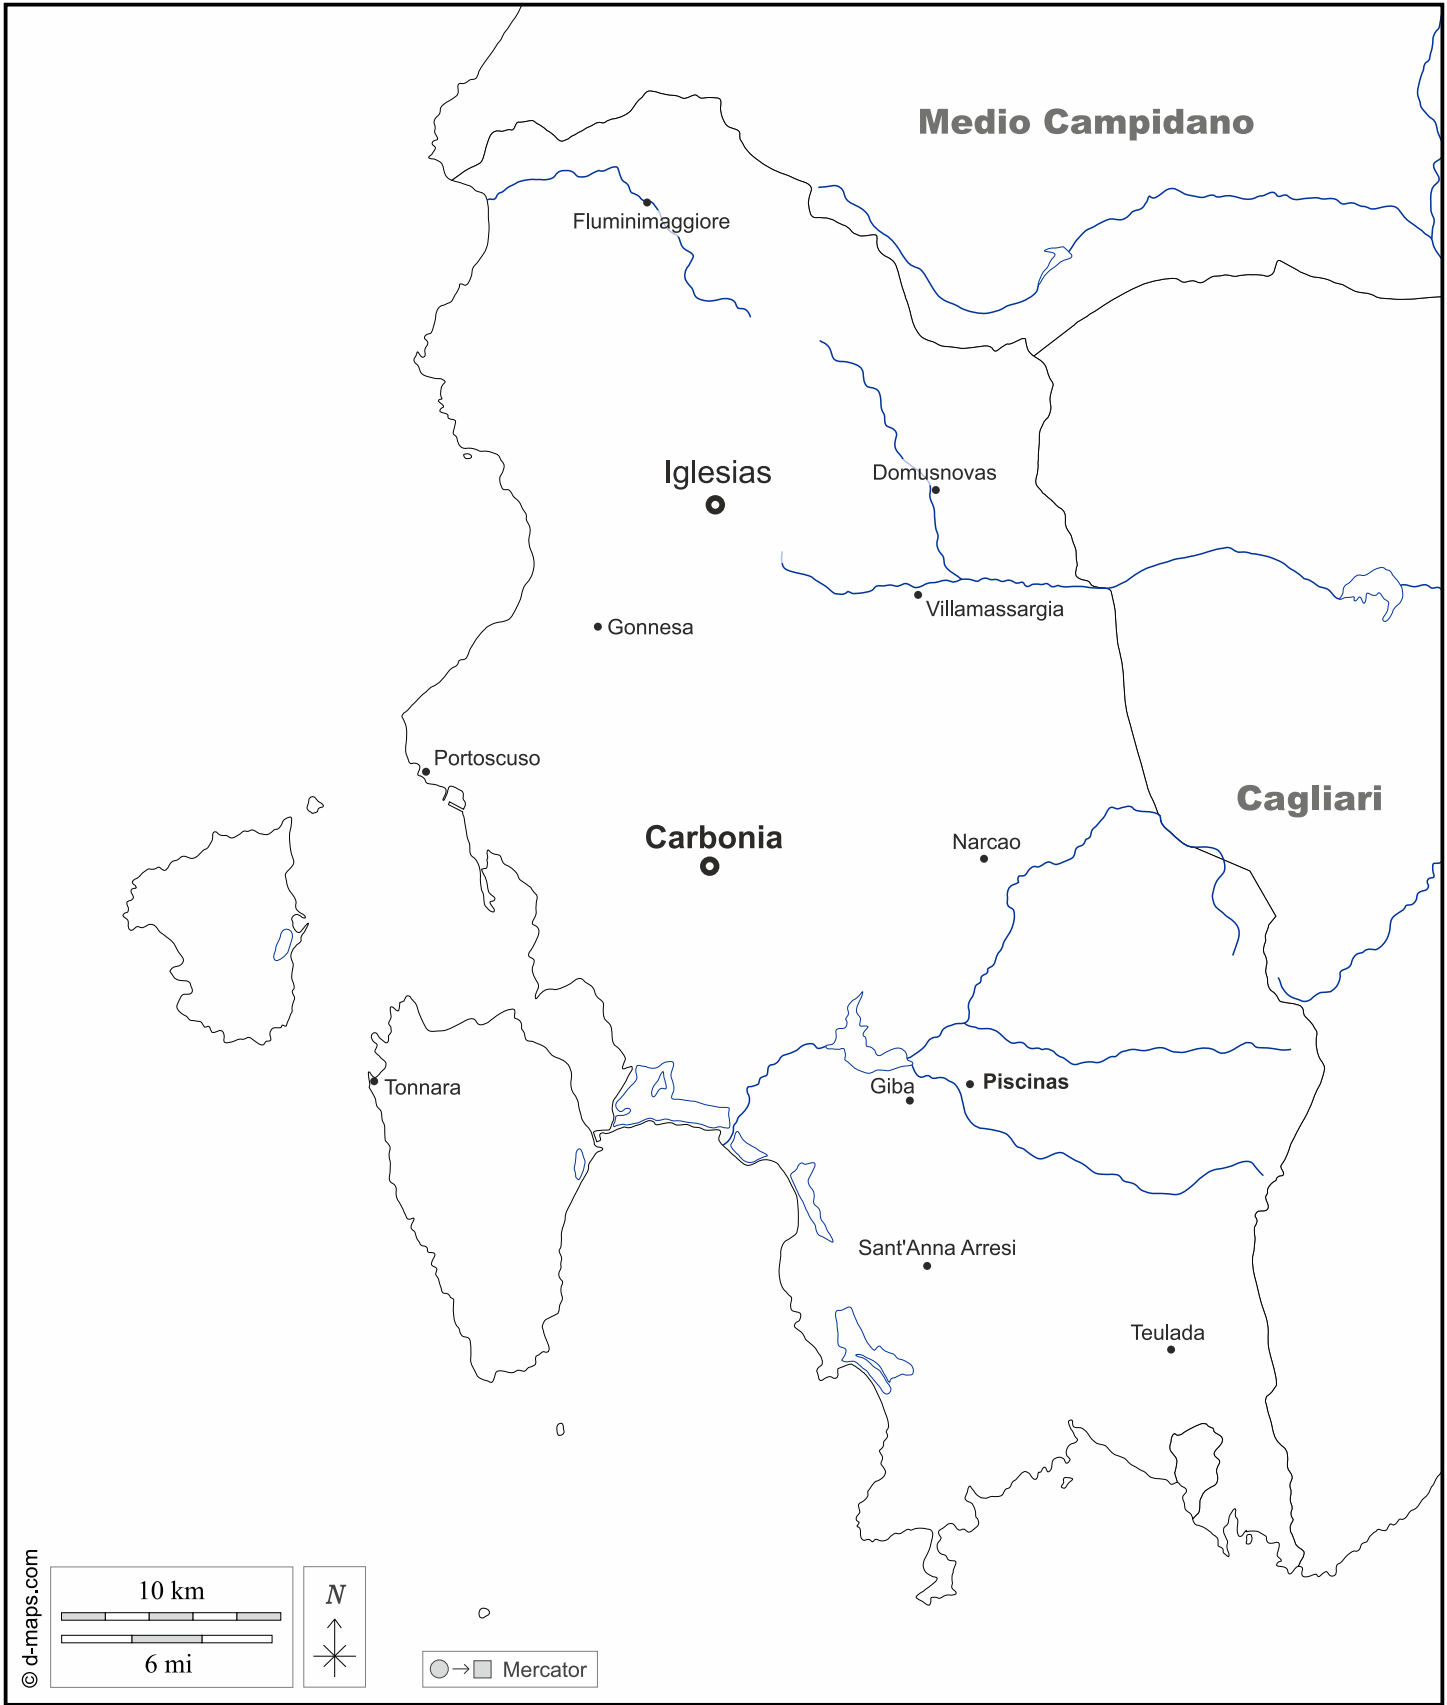 Medio Campidano
Fluminimaggiore
Iglesias
Domusnovas
Villamassargia
Gonnesa
Portoscuso
Cagliari
Carbonia
Narcao
Tonnara
Giba
Piscinas
Sant'Anna Arresi
Teulada
© d-maps.com
10 km
6 mi
N
Mercator